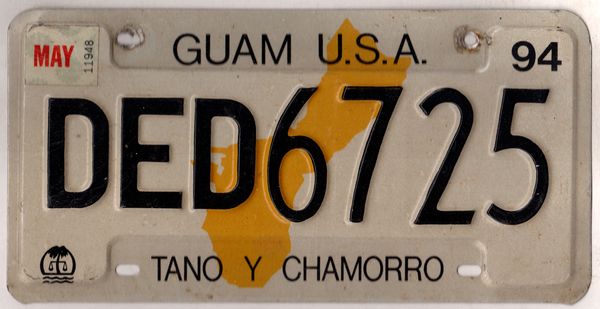 MAY 11948 GUAM U.S.A. 94
DED6725
TANO Y CHAMORRO